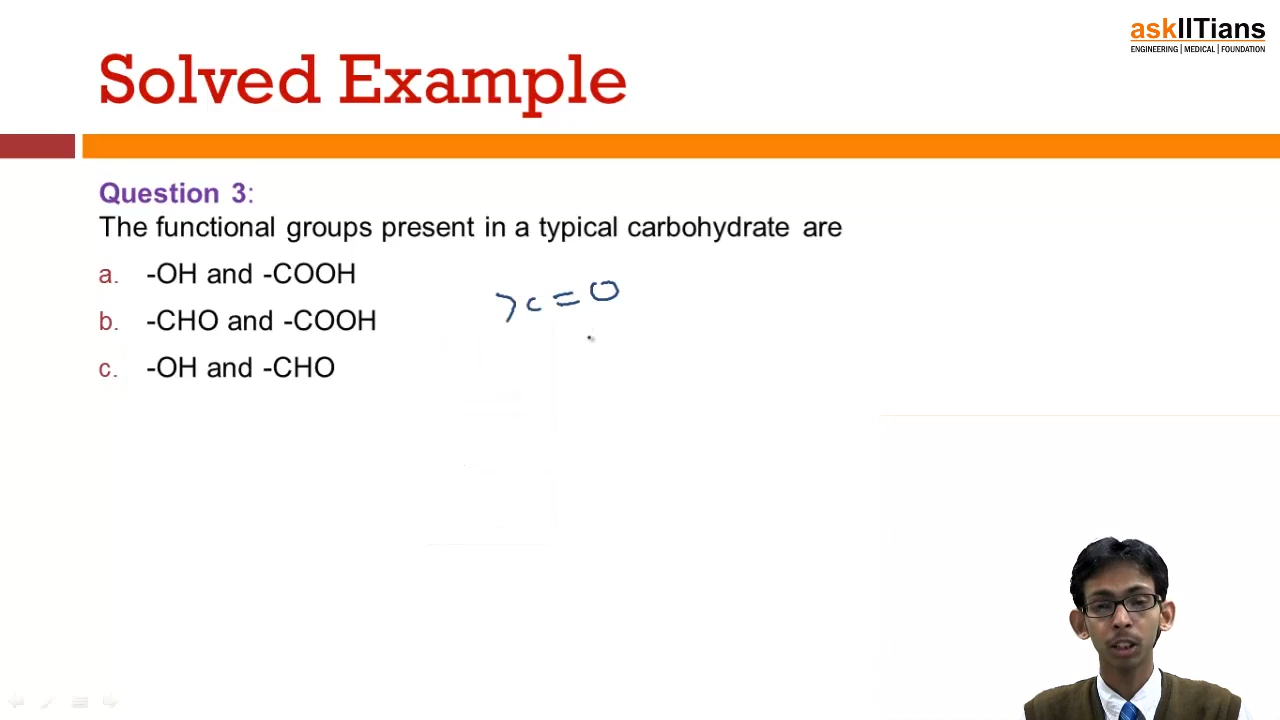 askIITians
ENGINEERING | MEDICAL | FOUNDATION
Solved Example
Question 3:
The functional groups present in a typical carbohydrate are
a. -OH and -COOH
b. -CHO and -COOH
c. -OH and -CHO
>c=O